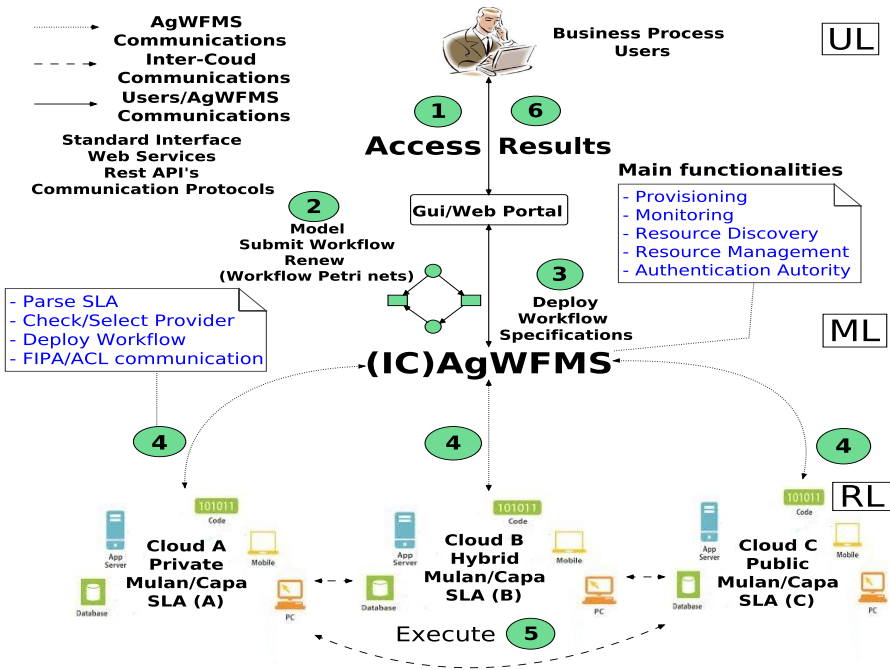 AgWFMS
Communications
Inter-Coud
Communications
Users/AgWFMS
Communications
Standard Interface
Web Services
Rest API's
Communication Protocols
Business Process
Users
UL
1
6
Access
Results
Gui/Web Portal
2
Model
Submit Workflow
Renew
(Workflow Petri nets)
3
Deploy
Workflow
Specifications
Main functionalities
- Provisioning
- Monitoring
- Resource Discovery
- Resource Management
- Authentication Autority
- Parse SLA
- Check/Select Provider
- Deploy Workflow
- FIPA/ACL communication
ML
(IC)AgWFMS
4
4
4
RL
101011
Code
App
Server
Mobile
Cloud A
Private
Mulan/Capa
SLA (A)
Database
PC
101011
Code
App
Server
Mobile
Cloud B
Hybrid
Mulan/Capa
SLA (B)
Database
PC
101011
Code
App
Server
Mobile
Cloud C
Public
Mulan/Capa
SLA (C)
Database
PC
Execute
5